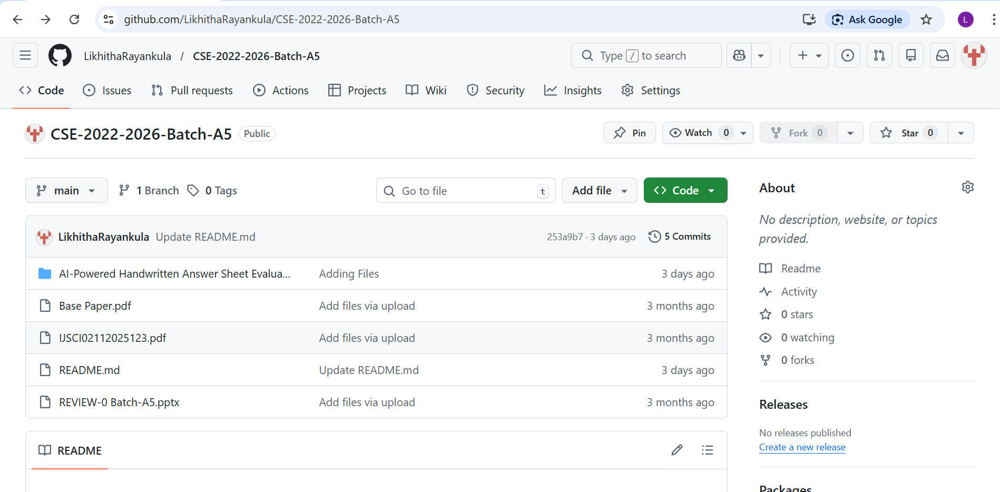 github.com/LikhithaRayankula/CSE-2022-2026-Batch-A5
Ask Google
L
LikhithaRayankula / CSE-2022-2026-Batch-A5
Type / to search
Code
Issues
Pull requests
Actions
Projects
Wiki
Security
Insights
Settings
CSE-2022-2026-Batch-A5 Public
Pin
Watch 0
Fork 0
Star 0
main
1 Branch
0 Tags
Go to file t
Add file
Code
LikhithaRayankula Update README.md 253a9b7 · 3 days ago 5 Commits
AI-Powered Handwritten Answer Sheet Evalua... Adding Files 3 days ago
Base Paper.pdf Add files via upload 3 months ago
IJSCI02112025123.pdf Add files via upload 3 months ago
README.md Update README.md 3 days ago
REVIEW-0 Batch-A5.pptx Add files via upload 3 months ago
README
About
No description, website, or topics
provided.
Readme
Activity
0 stars
0 watching
0 forks
Releases
No releases published
Create a new release
Packages